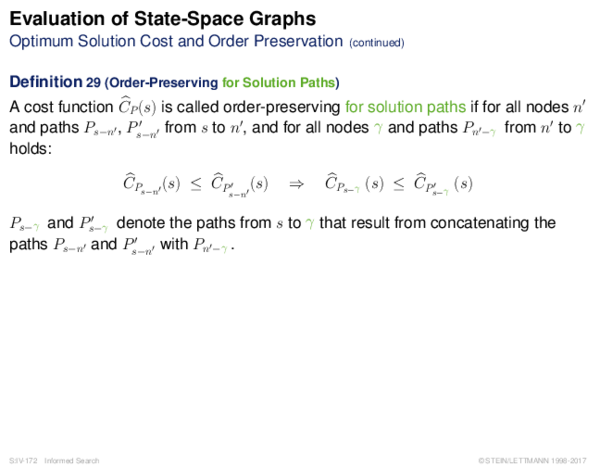 Evaluation of State-Space Graphs
Optimum Solution Cost and Order Preservation (continued)
Definition 29 (Order-Preserving for Solution Paths)
A cost function Ĉ_P(s) is called order-preserving for solution paths if for all nodes n′
and paths P_{s−n′}, P′_{s−n′} from s to n′, and for all nodes γ and paths P_{n′−γ} from n′ to γ
holds:
Ĉ_{P_{s−n′}}(s) ≤ Ĉ_{P′_{s−n′}}(s) ⇒ Ĉ_{P_{s−γ}}(s) ≤ Ĉ_{P′_{s−γ}}(s)
P_{s−γ} and P′_{s−γ} denote the paths from s to γ that result from concatenating the
paths P_{s−n′} and P′_{s−n′} with P_{n′−γ}.
S:IV-172 Informed Search
©STEIN/LETTMANN 1998-2017